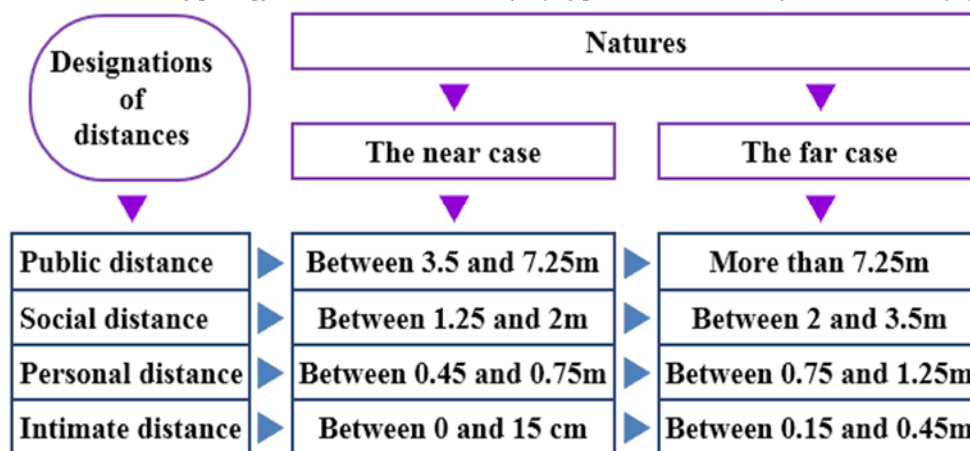 Designations
of
distances
Natures
The near case
The far case
Public distance
Between 3.5 and 7.25m
More than 7.25m
Social distance
Between 1.25 and 2m
Between 2 and 3.5m
Personal distance
Between 0.45 and 0.75m
Between 0.75 and 1.25m
Intimate distance
Between 0 and 15 cm
Between 0.15 and 0.45m